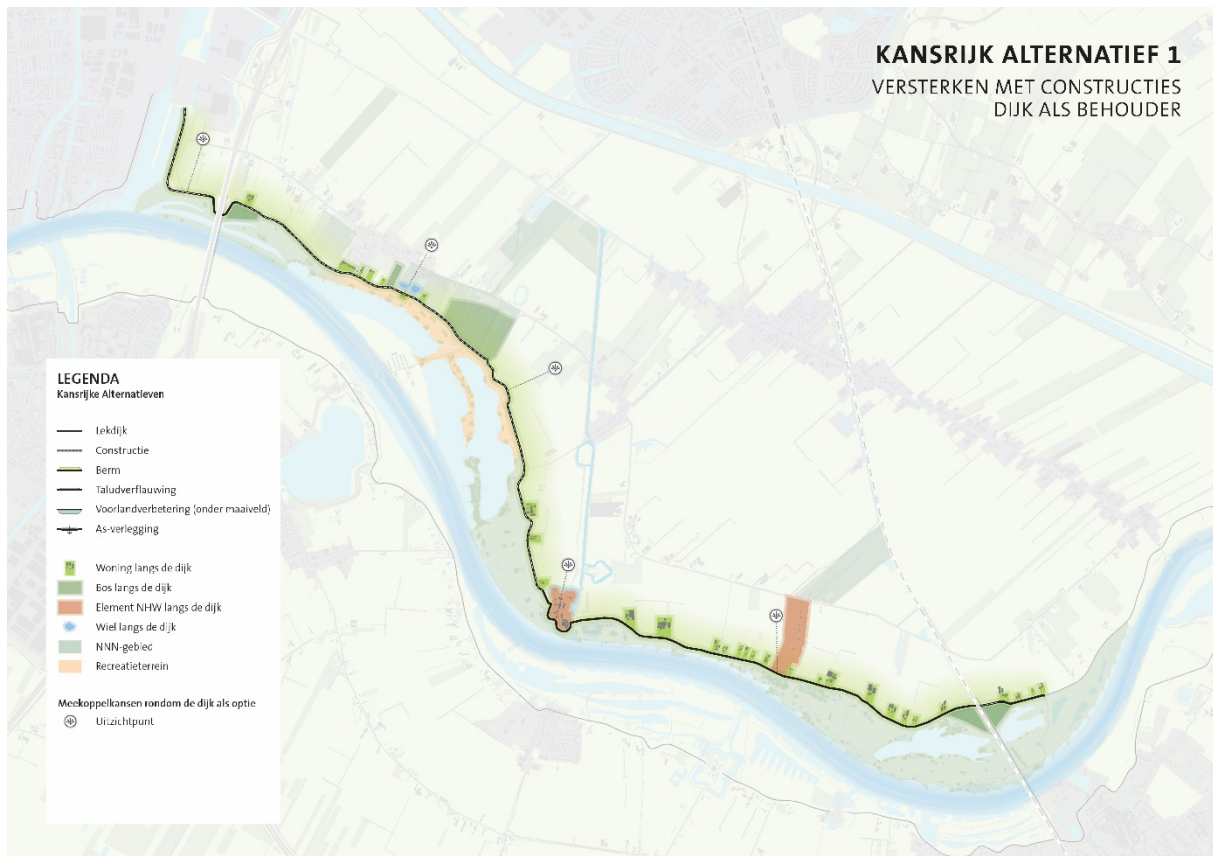 KANSRIJK ALTERNATIEF 1
VERSTERKEN MET CONSTRUCTIES
DIJK ALS BEHOUDER
LEGENDA
Kansrijke Alternatieven
Lekdijk
Constructie
Berm
Taludverflauwing
Voorlandverbetering (onder maaiveld)
As-verlegging
Woning langs de dijk
Bos langs de dijk
Element NHW langs de dijk
Wiel langs de dijk
NNN-gebied
Recreatieterrein
Meekoppelkansen rondom de dijk als optie
Uitzichtpunt